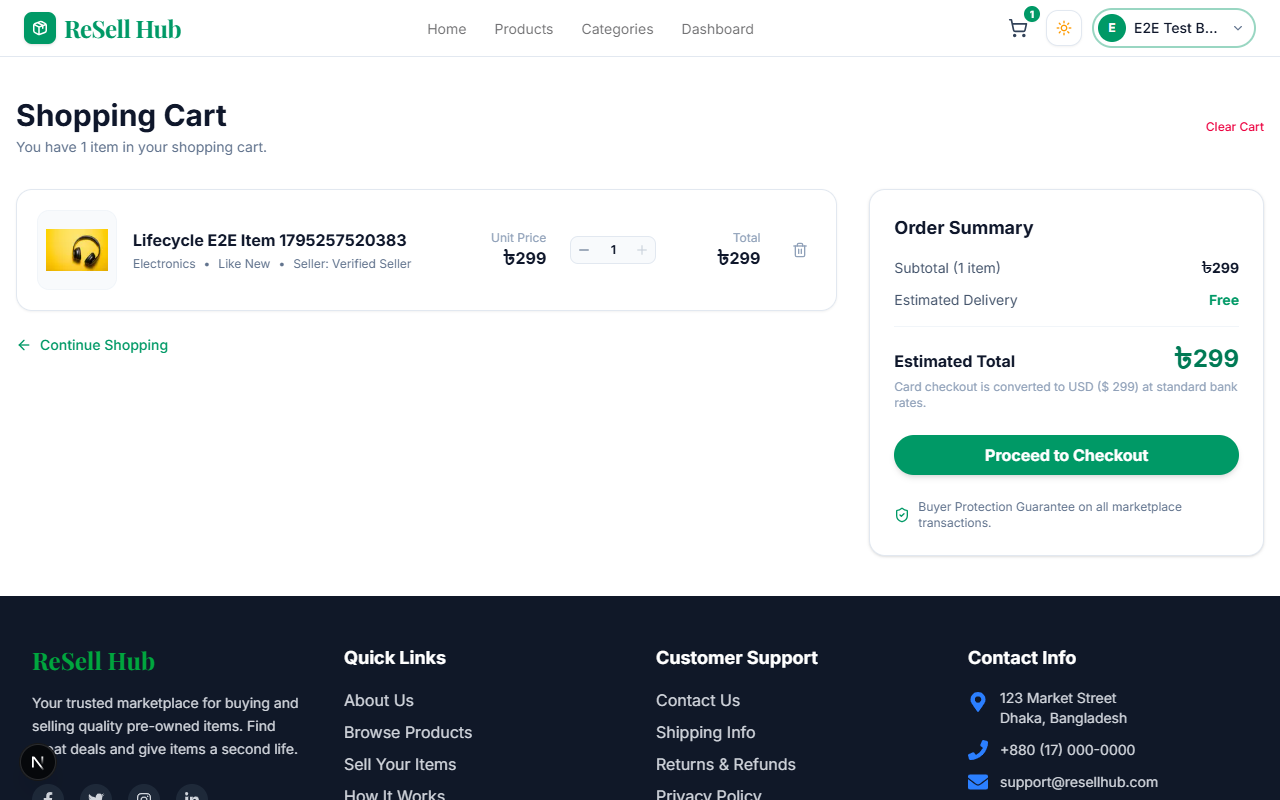 ReSell Hub
Home
Products
Categories
Dashboard
1
E
E2E Test B...
Shopping Cart
You have 1 item in your shopping cart.
Clear Cart
Lifecycle E2E Item 1795257520383
Electronics • Like New • Seller: Verified Seller
Unit Price
৳299
1
Total
৳299
Continue Shopping
Order Summary
Subtotal (1 item)
৳299
Estimated Delivery
Free
Estimated Total
৳299
Card checkout is converted to USD ($ 299) at standard bank
rates.
Proceed to Checkout
Buyer Protection Guarantee on all marketplace
transactions.
ReSell Hub
Your trusted marketplace for buying and
selling quality pre-owned items. Find
deals and give items a second life.
N
Quick Links
About Us
Browse Products
Sell Your Items
How It Works
Customer Support
Contact Us
Shipping Info
Returns & Refunds
Privacy Policy
Contact Info
123 Market Street
Dhaka, Bangladesh
+880 (17) 000-0000
support@resellhub.com